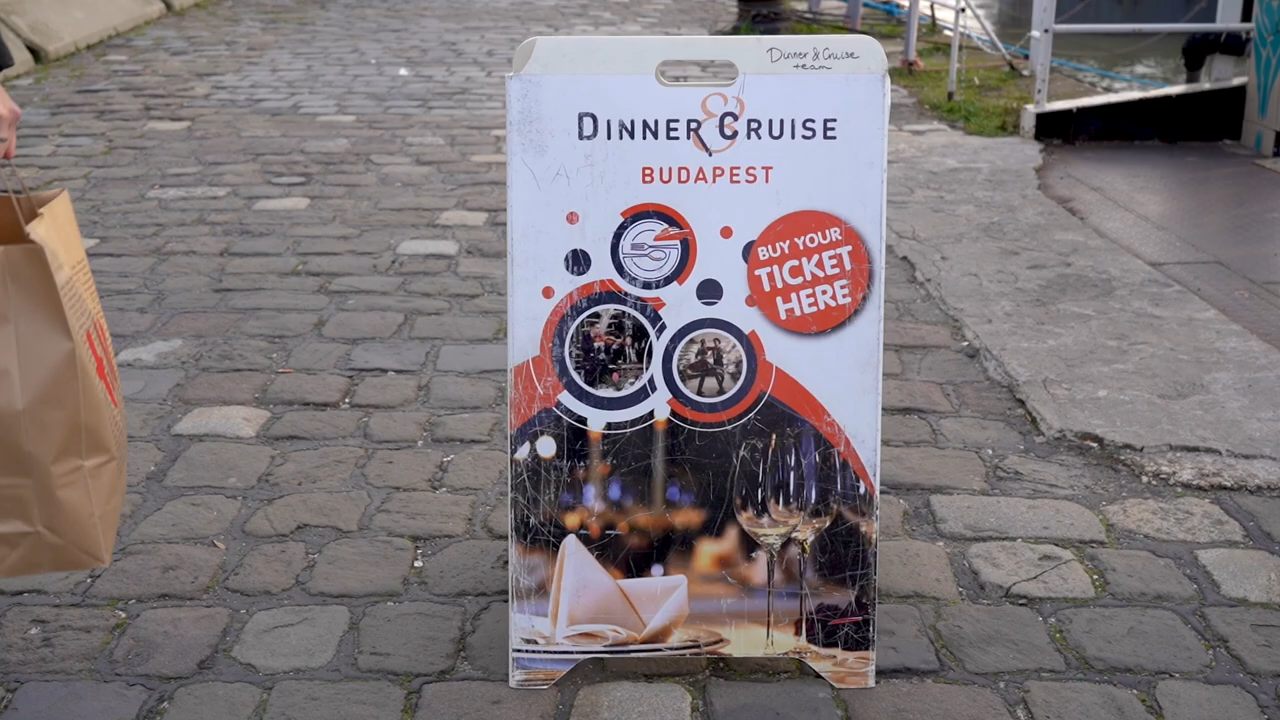 Dinner & Cruise
team
DINNER & CRUISE
BUDAPEST
BUY YOUR
TICKET
HERE